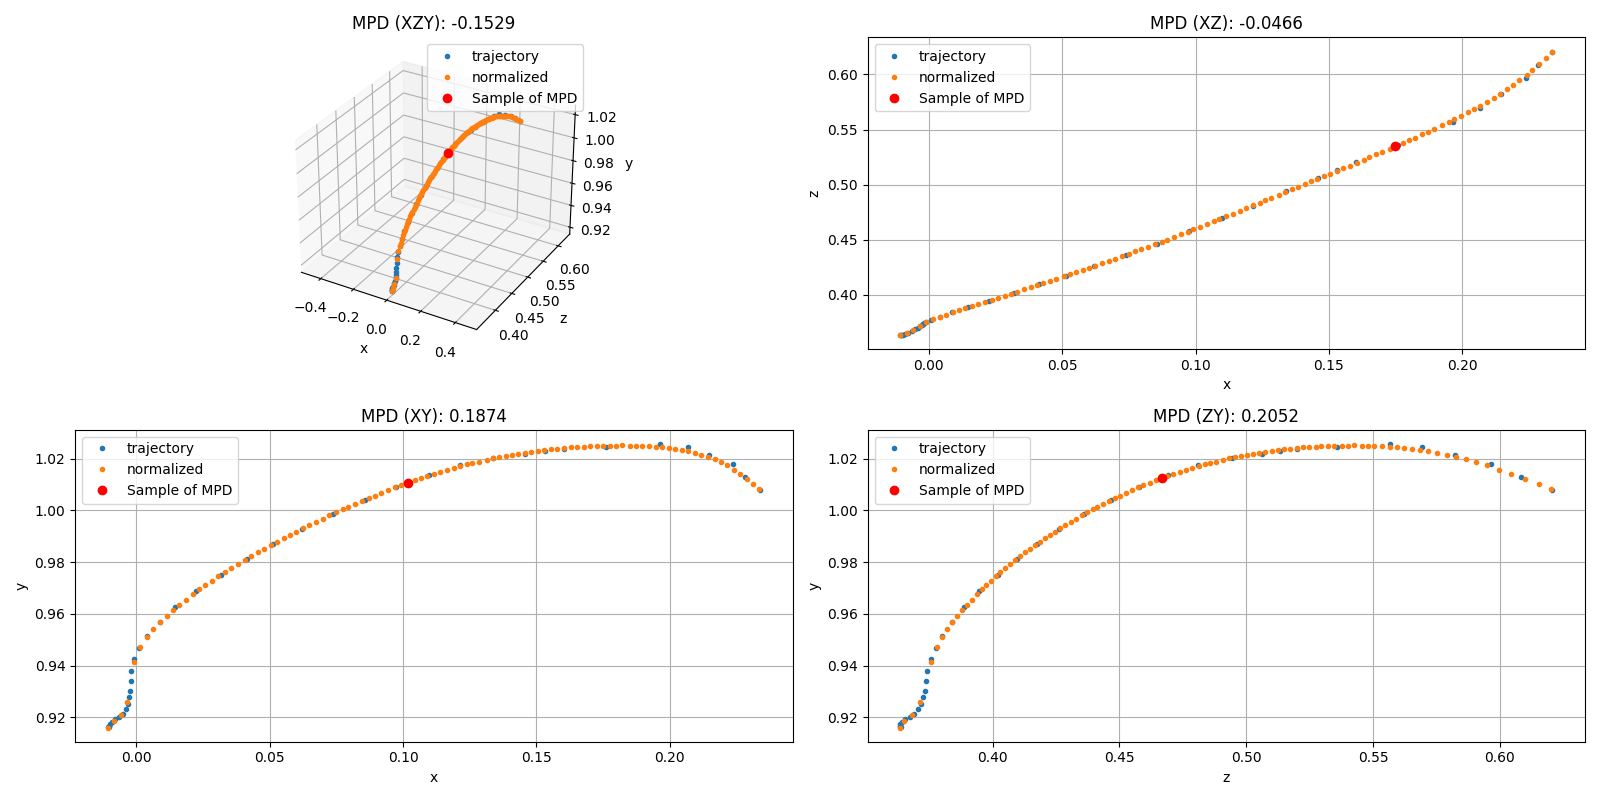 MPD (XZY): -0.1529
trajectory
normalized
Sample of MPD
1.02
1.00
0.98
0.96
0.94
0.92
y
0.60
0.55
0.50
0.45
0.40
z
−0.4
−0.2
0.0
0.2
0.4
x
MPD (XZ): -0.0466
trajectory
normalized
Sample of MPD
0.60
0.55
0.50
0.45
0.40
z
0.00 0.05 0.10 0.15 0.20
x
MPD (XY): 0.1874
trajectory
normalized
Sample of MPD
1.02
1.00
0.98
0.96
0.94
0.92
y
0.00 0.05 0.10 0.15 0.20
x
MPD (ZY): 0.2052
trajectory
normalized
Sample of MPD
1.02
1.00
0.98
0.96
0.94
0.92
y
0.40 0.45 0.50 0.55 0.60
z